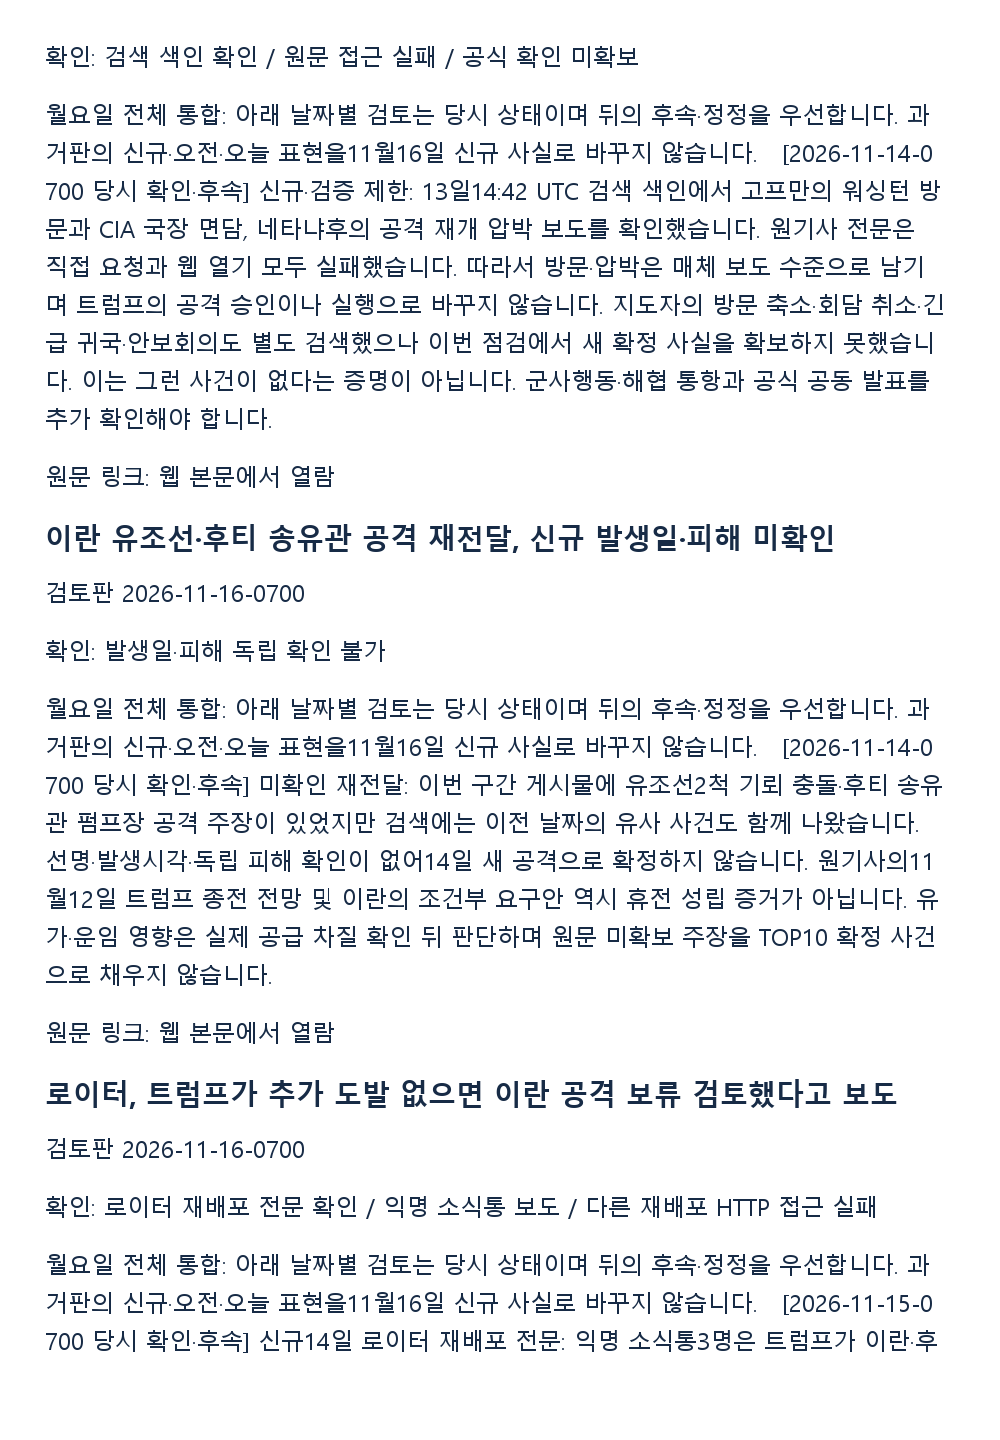 확인: 검색 색인 확인 / 원문 접근 실패 / 공식 확인 미확보
월요일 전체 통합: 아래 날짜별 검토는 당시 상태이며 뒤의 후속·정정을 우선합니다. 과
거판의 신규·오전·오늘 표현을11월16일 신규 사실로 바꾸지 않습니다. [2026-11-14-0
700 당시 확인·후속] 신규·검증 제한: 13일14:42 UTC 검색 색인에서 고프만의 워싱턴 방
문과 CIA 국장 면담, 네타냐후의 공격 재개 압박 보도를 확인했습니다. 원기사 전문은
직접 요청과 웹 열기 모두 실패했습니다. 따라서 방문·압박은 매체 보도 수준으로 남기
며 트럼프의 공격 승인이나 실행으로 바꾸지 않습니다. 지도자의 방문 축소·회담 취소·긴
급 귀국·안보회의도 별도 검색했으나 이번 점검에서 새 확정 사실을 확보하지 못했습니
다. 이는 그런 사건이 없다는 증명이 아닙니다. 군사행동·해협 통항과 공식 공동 발표를
추가 확인해야 합니다.
원문 링크: 웹 본문에서 열람
이란 유조선·후티 송유관 공격 재전달, 신규 발생일·피해 미확인
검토판 2026-11-16-0700
확인: 발생일·피해 독립 확인 불가
월요일 전체 통합: 아래 날짜별 검토는 당시 상태이며 뒤의 후속·정정을 우선합니다. 과
거판의 신규·오전·오늘 표현을11월16일 신규 사실로 바꾸지 않습니다. [2026-11-14-0
700 당시 확인·후속] 미확인 재전달: 이번 구간 게시물에 유조선2척 기뢰 충돌·후티 송유
관 펌프장 공격 주장이 있었지만 검색에는 이전 날짜의 유사 사건도 함께 나왔습니다.
선명·발생시각·독립 피해 확인이 없어14일 새 공격으로 확정하지 않습니다. 원기사의11
월12일 트럼프 종전 전망 및 이란의 조건부 요구안 역시 휴전 성립 증거가 아닙니다. 유
가·운임 영향은 실제 공급 차질 확인 뒤 판단하며 원문 미확보 주장을 TOP10 확정 사건
으로 채우지 않습니다.
원문 링크: 웹 본문에서 열람
로이터, 트럼프가 추가 도발 없으면 이란 공격 보류 검토했다고 보도
검토판 2026-11-16-0700
확인: 로이터 재배포 전문 확인 / 익명 소식통 보도 / 다른 재배포 HTTP 접근 실패
월요일 전체 통합: 아래 날짜별 검토는 당시 상태이며 뒤의 후속·정정을 우선합니다. 과
거판의 신규·오전·오늘 표현을11월16일 신규 사실로 바꾸지 않습니다. [2026-11-15-0
700 당시 확인·후속] 신규14일 로이터 재배포 전문: 익명 소식통3명은 트럼프가 이란·후